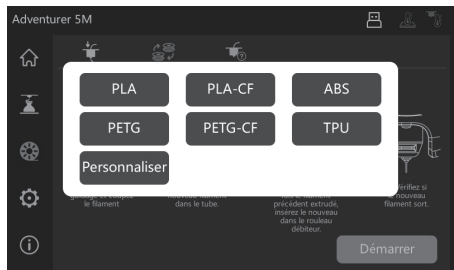 Adventurer 5M
PLA
PLA-CF
ABS
PETG
PETG-CF
TPU
Personnaliser
le filament
dans le tube.
précédent extrudé,
insérez le nouveau
dans le rouleau
débiteur.
Vérifiez si
le nouveau
filament sort.
Démarrer